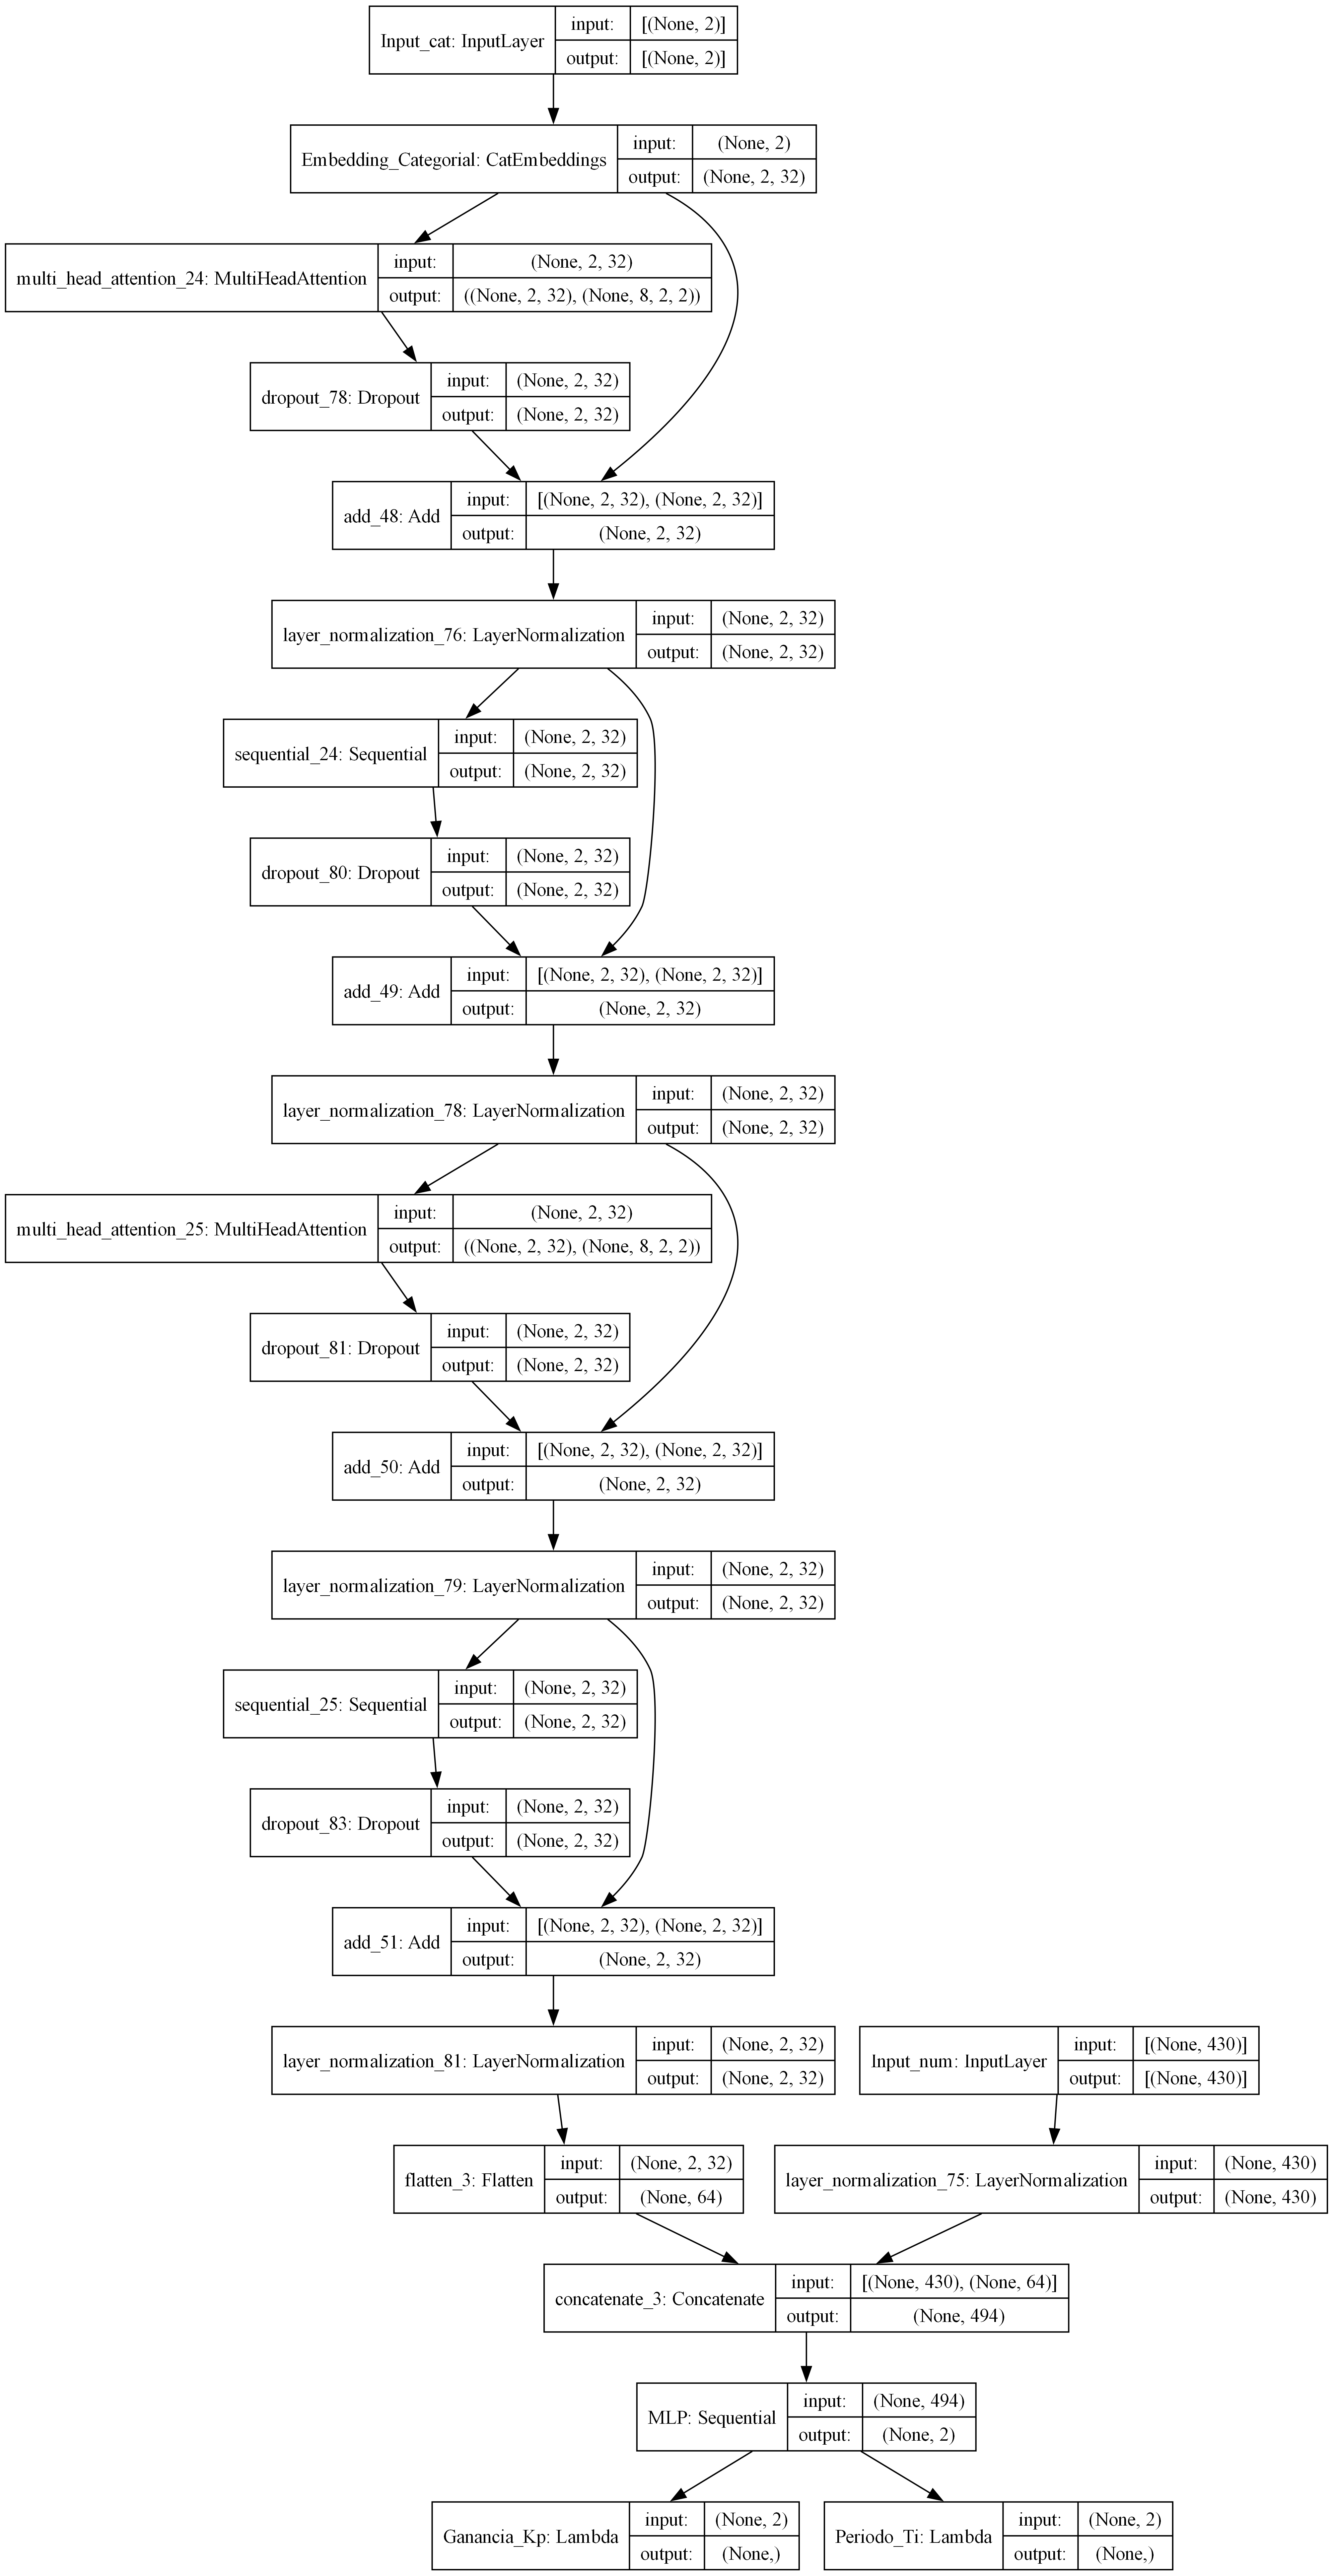 Input_cat: InputLayer
input: [(None, 2)]
output: [(None, 2)]
Embedding_Categorial: CatEmbeddings
input: (None, 2)
output: (None, 2, 32)
multi_head_attention_24: MultiHeadAttention
input: (None, 2, 32)
output: ((None, 2, 32), (None, 8, 2, 2))
dropout_78: Dropout
input: (None, 2, 32)
output: (None, 2, 32)
add_48: Add
input: [(None, 2, 32), (None, 2, 32)]
output: (None, 2, 32)
layer_normalization_76: LayerNormalization
input: (None, 2, 32)
output: (None, 2, 32)
sequential_24: Sequential
input: (None, 2, 32)
output: (None, 2, 32)
dropout_80: Dropout
input: (None, 2, 32)
output: (None, 2, 32)
add_49: Add
input: [(None, 2, 32), (None, 2, 32)]
output: (None, 2, 32)
layer_normalization_78: LayerNormalization
input: (None, 2, 32)
output: (None, 2, 32)
multi_head_attention_25: MultiHeadAttention
input: (None, 2, 32)
output: ((None, 2, 32), (None, 8, 2, 2))
dropout_81: Dropout
input: (None, 2, 32)
output: (None, 2, 32)
add_50: Add
input: [(None, 2, 32), (None, 2, 32)]
output: (None, 2, 32)
layer_normalization_79: LayerNormalization
input: (None, 2, 32)
output: (None, 2, 32)
sequential_25: Sequential
input: (None, 2, 32)
output: (None, 2, 32)
dropout_83: Dropout
input: (None, 2, 32)
output: (None, 2, 32)
add_51: Add
input: [(None, 2, 32), (None, 2, 32)]
output: (None, 2, 32)
layer_normalization_81: LayerNormalization
input: (None, 2, 32)
output: (None, 2, 32)
Input_num: InputLayer
input: [(None, 430)]
output: [(None, 430)]
flatten_3: Flatten
input: (None, 2, 32)
output: (None, 64)
layer_normalization_75: LayerNormalization
input: (None, 430)
output: (None, 430)
concatenate_3: Concatenate
input: [(None, 430), (None, 64)]
output: (None, 494)
MLP: Sequential
input: (None, 494)
output: (None, 2)
Ganancia_Kp: Lambda
input: (None, 2)
output: (None,)
Periodo_Ti: Lambda
input: (None, 2)
output: (None,)